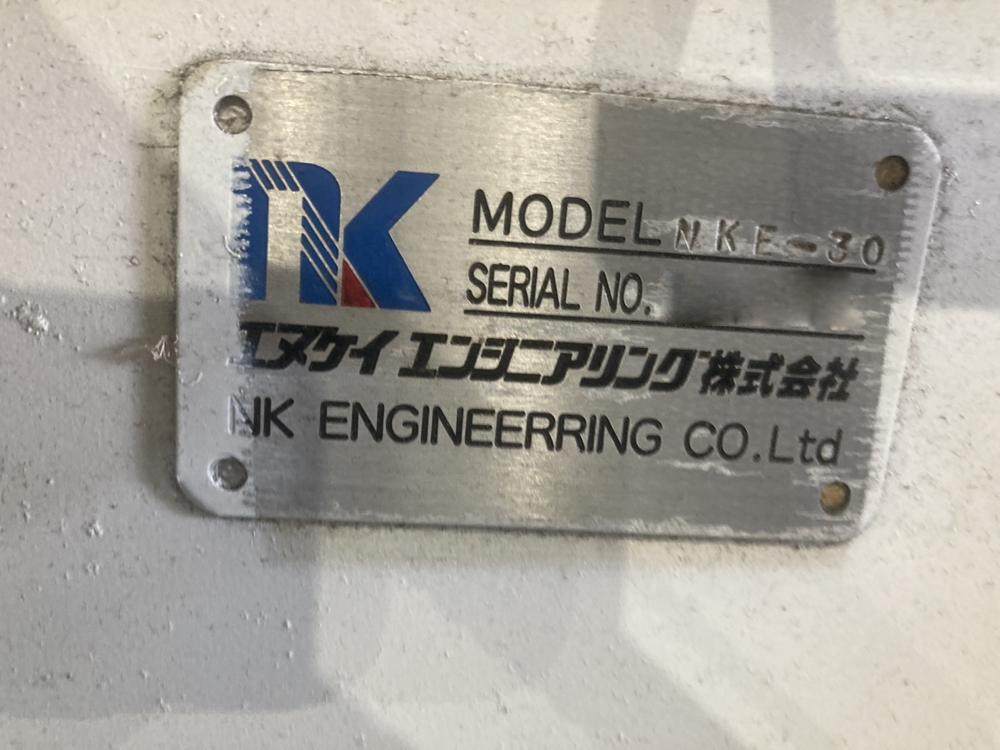 NK
MODEL NKE-30
SERIAL NO.
エヌケイ エンジニアリング株式会社
NK ENGINEERRING CO.Ltd